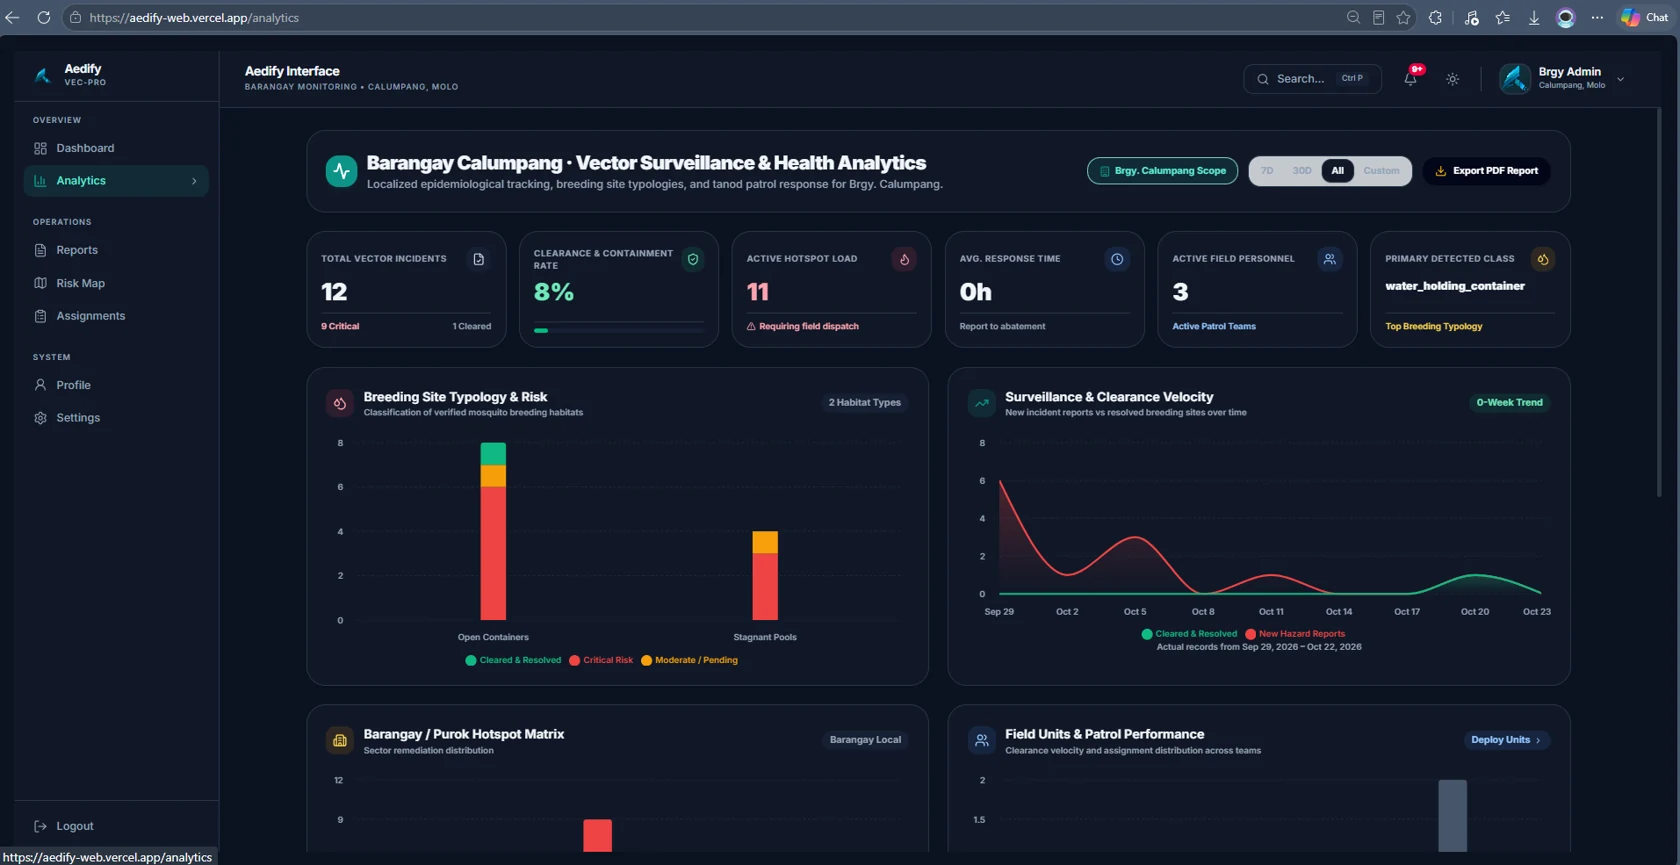 https://aedify-web.vercel.app/analytics
Chat
Aedify
VEC-PRO
OVERVIEW
Dashboard
Analytics
OPERATIONS
Reports
Risk Map
Assignments
SYSTEM
Profile
Settings
Logout
https://aedify-web.vercel.app/analytics
Aedify Interface
BARANGAY MONITORING • CALUMPANG, MOLO
Search... Ctrl P
9+
Brgy Admin
Calumpang, Molo
Barangay Calumpang · Vector Surveillance & Health Analytics
Localized epidemiological tracking, breeding site typologies, and tanod patrol response for Brgy. Calumpang.
Brgy. Calumpang Scope
7D 30D All Custom
Export PDF Report
TOTAL VECTOR INCIDENTS
12
9 Critical 1 Cleared
CLEARANCE & CONTAINMENT
RATE
8%
ACTIVE HOTSPOT LOAD
11
Requiring field dispatch
AVG. RESPONSE TIME
0h
Report to abatement
ACTIVE FIELD PERSONNEL
3
Active Patrol Teams
PRIMARY DETECTED CLASS
water_holding_container
Top Breeding Typology
Breeding Site Typology & Risk
Classification of verified mosquito breeding habitats
2 Habitat Types
8
6
4
2
0
Open Containers Stagnant Pools
Cleared & Resolved Critical Risk Moderate / Pending
Surveillance & Clearance Velocity
New incident reports vs resolved breeding sites over time
0-Week Trend
8
6
4
2
0
Sep 29 Oct 2 Oct 5 Oct 8 Oct 11 Oct 14 Oct 17 Oct 20 Oct 23
Cleared & Resolved New Hazard Reports
Actual records from Sep 29, 2026 – Oct 22, 2026
Barangay / Purok Hotspot Matrix
Sector remediation distribution
Barangay Local
12
9
Field Units & Patrol Performance
Clearance velocity and assignment distribution across teams
Deploy Units
2
1.5